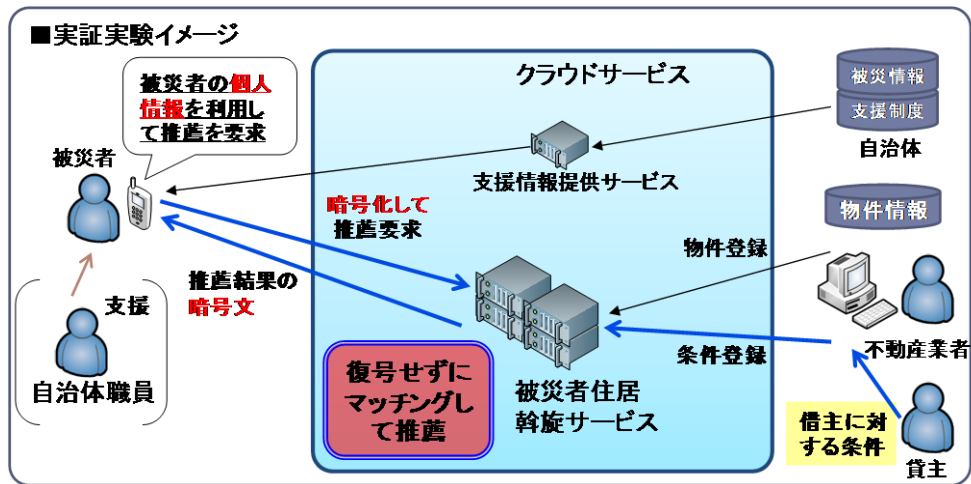 ■実証実験イメージ
被災者の個人
情報を利用し
て推薦を要求
被災者
クラウドサービス
被災情報
支援制度
自治体
支援情報提供サービス
暗号化して
推薦要求
物件情報
物件登録
推薦結果の
暗号文
支援
自治体職員
条件登録
不動産業者
復号せずに
マッチングし
て推薦
被災者住居
斡旋サービス
借主に対
する条件
貸主